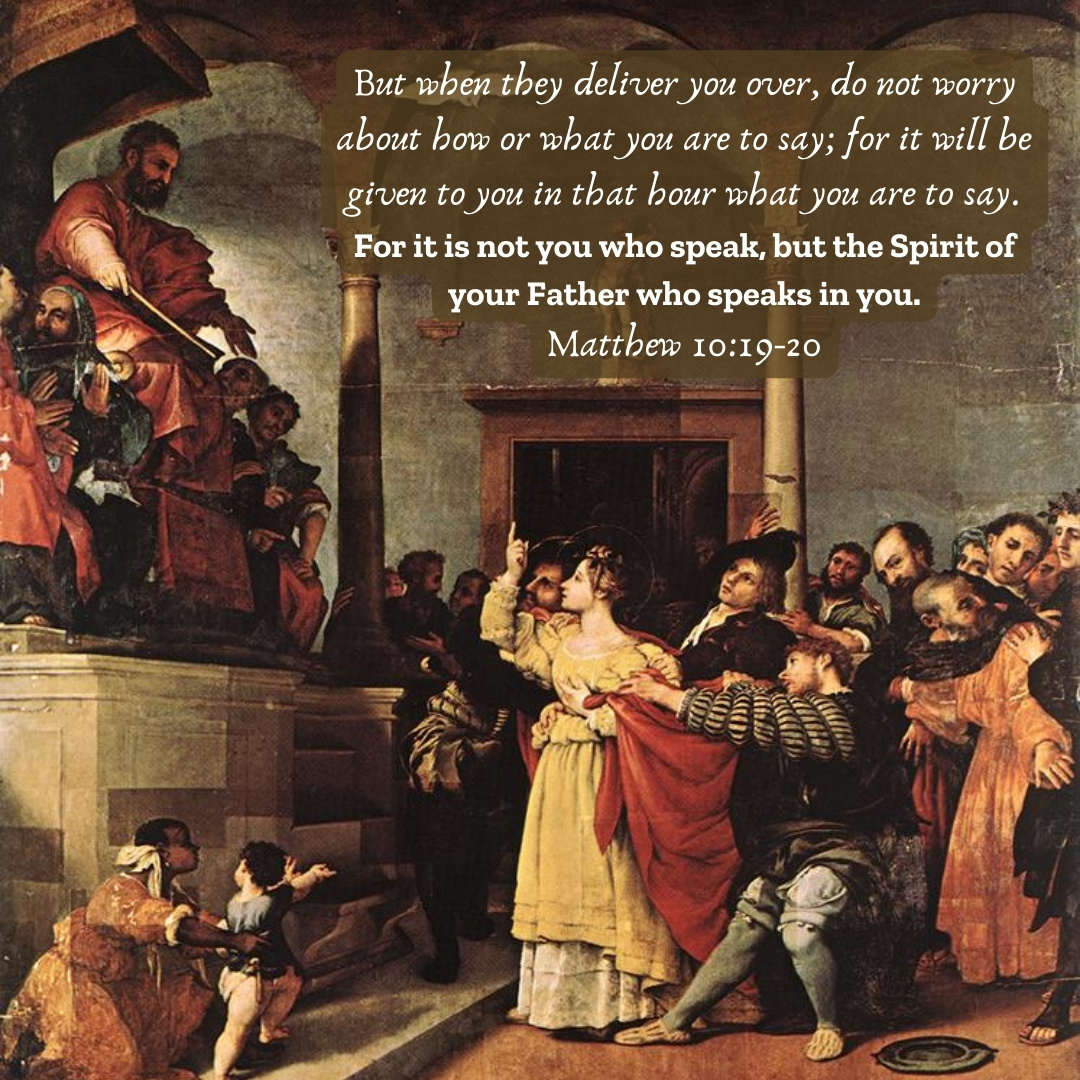 But when they deliver you over, do not worry
about how or what you are to say; for it will be
given to you in that hour what you are to say.
For it is not you who speak, but the Spirit of
your Father who speaks in you.
Matthew 10:19-20